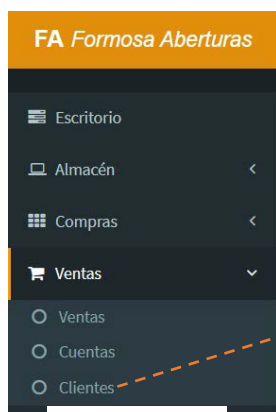 FA Formosa Aberturas
Escritorio
Almacén
Compras
Ventas
Ventas
Cuentas
Clientes